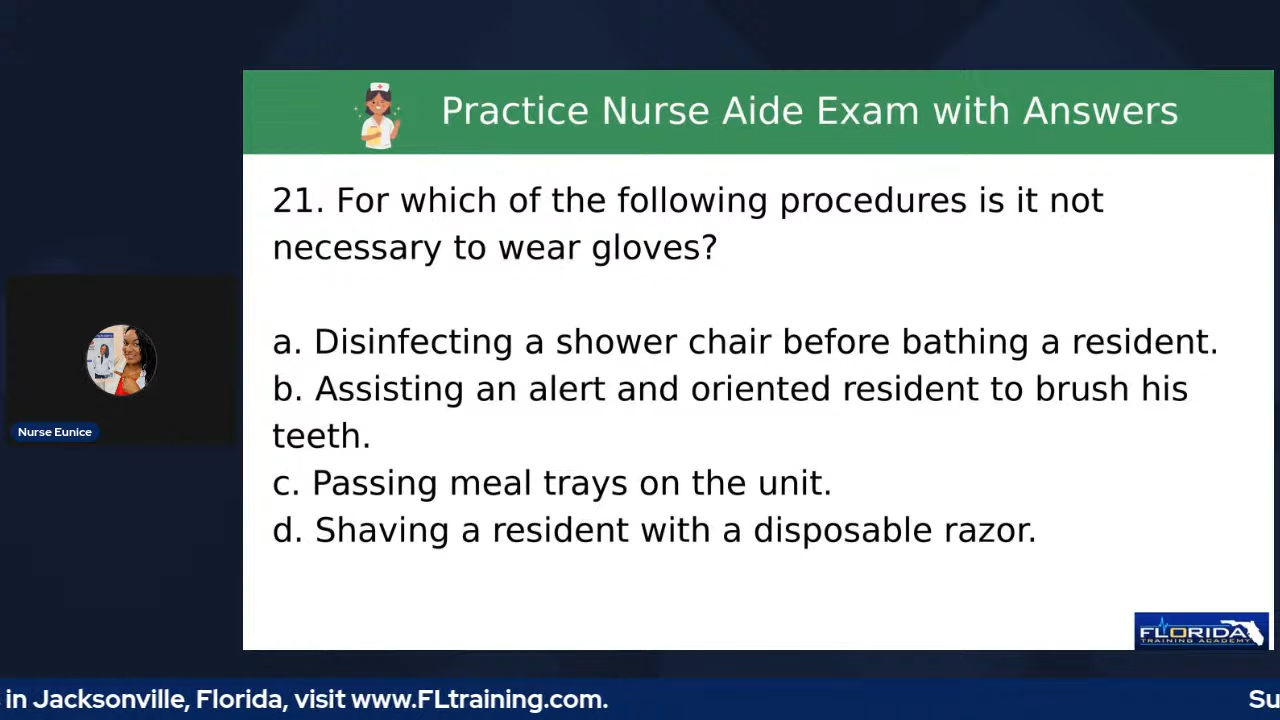 Practice Nurse Aide Exam with Answers
21. For which of the following procedures is it not
necessary to wear gloves?
a. Disinfecting a shower chair before bathing a resident.
b. Assisting an alert and oriented resident to brush his
teeth.
c. Passing meal trays on the unit.
d. Shaving a resident with a disposable razor.
Nurse Eunice
FLORIDA
TRAINING ACADEMY
in Jacksonville, Florida, visit www.FLtraining.com.
Su